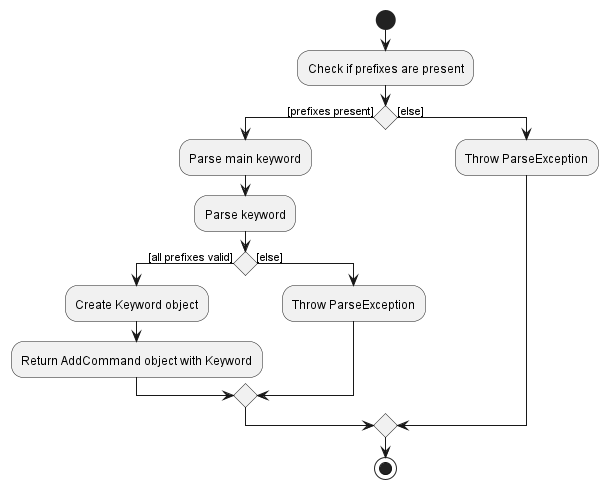 Check if prefixes are present
[prefixes present]
[else]
Parse main keyword
Throw ParseException
Parse keyword
[all prefixes valid]
[else]
Create Keyword object
Throw ParseException
Return AddCommand object with Keyword